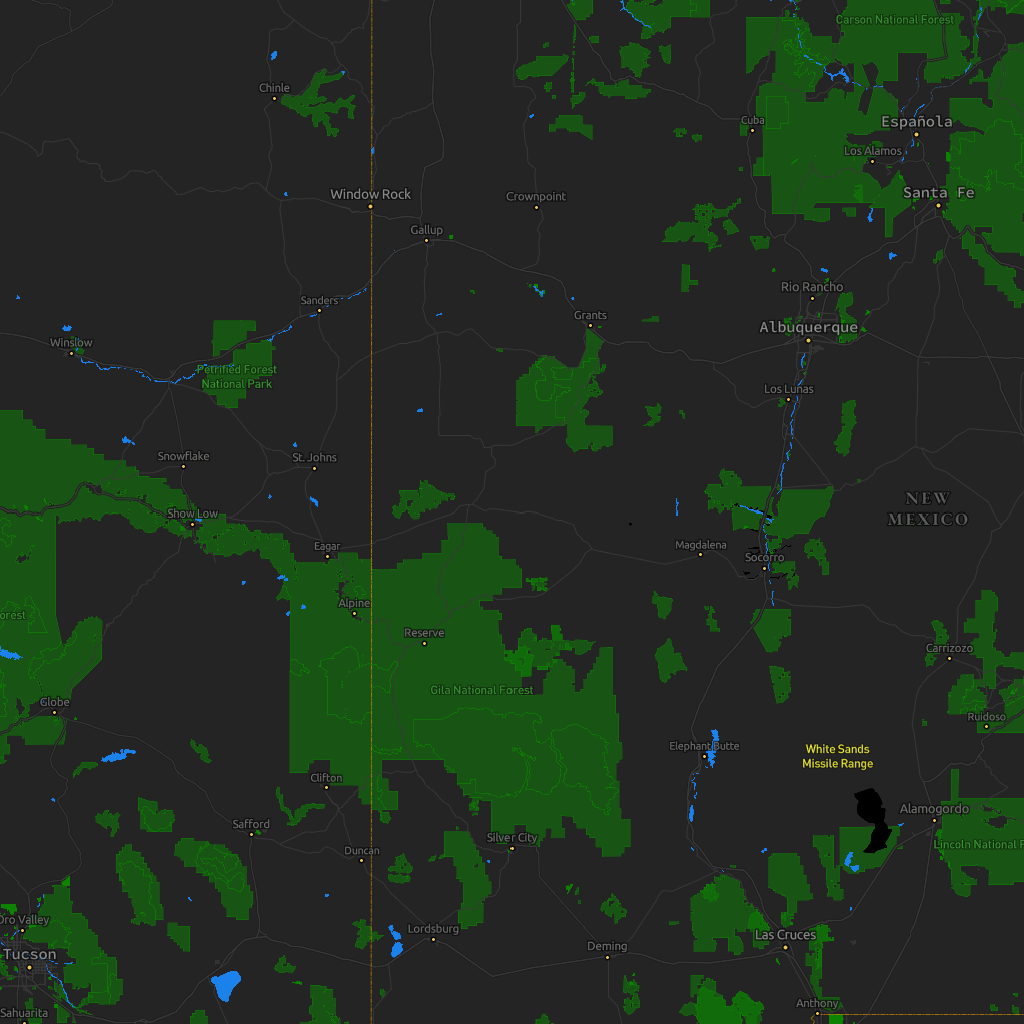 Carson National Forest
Chinle
Cuba
Española
Los Alamos
Window Rock
Crownpoint
Santa Fe
Gallup
Rio Rancho
Sanders
Grants
Albuquerque
Winslow
Petrified Forest
National Park
Los Lunas
Snowflake
St. Johns
NEW
MEXICO
Show Low
Magdalena
Eagar
Socorro
Alpine
orest
Reserve
Carrizozo
Gila National Forest
Globe
Ruidoso
Elephant Butte
White Sands
Missile Range
Clifton
Alamogordo
Safford
Silver City
Lincoln National F
Duncan
Oro Valley
Lordsburg
Las Cruces
Deming
Tucson
Anthony
Sahuarita